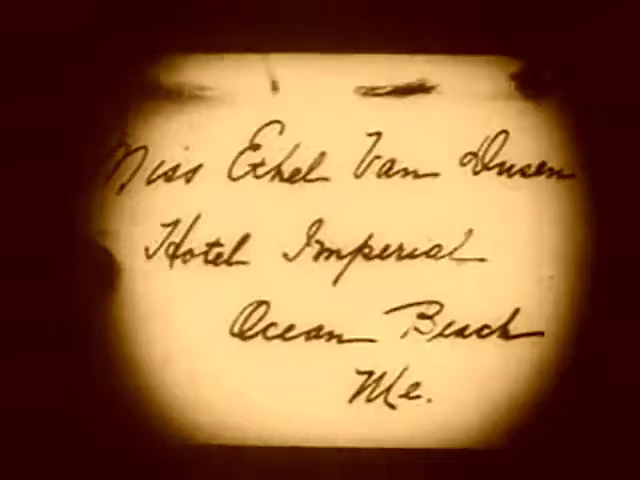 Miss Ethel Van Dusen
Hotel Imperial
Ocean Beach
Me.